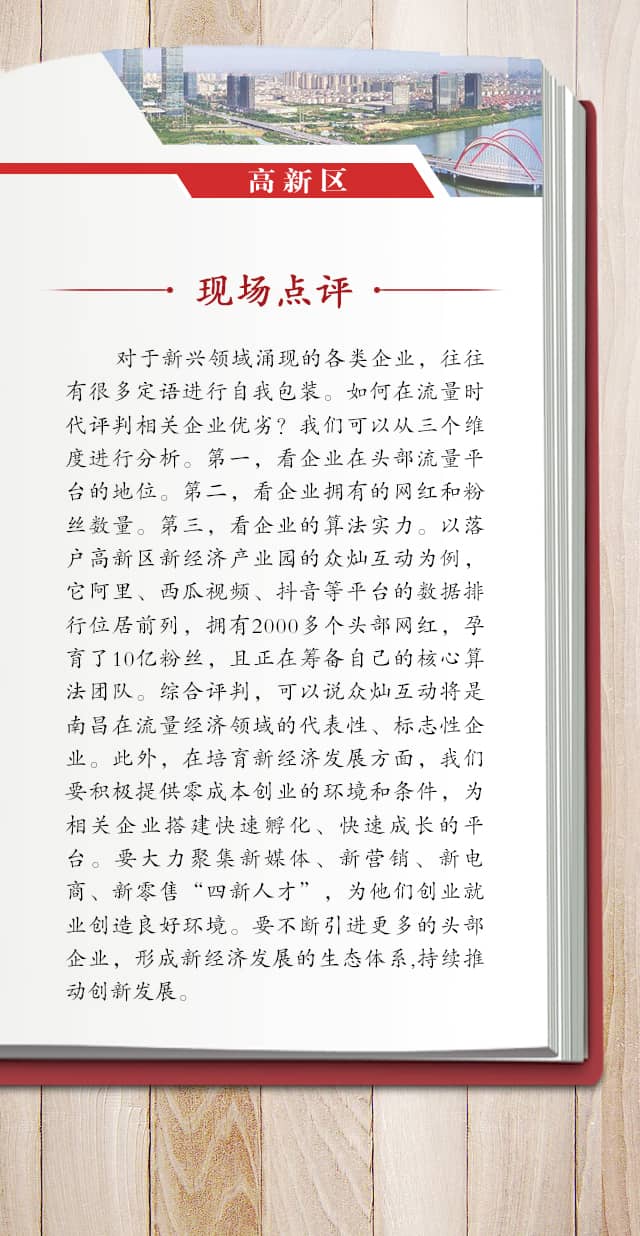 高新区
现场点评
对于新兴领域涌现的各类企业，往往
有很多定语进行自我包装。如何在流量时
代评判相关企业优劣？我们可以从三个维
度进行分析。第一，看企业在头部流量平
台的地位。第二，看企业拥有的网红和粉
丝数量。第三，看企业的算法实力。以落
户高新区新经济产业园的众灿互动为例，
它阿里、西瓜视频、抖音等平台的数据排
行位居前列，拥有2000多个头部网红，孕
育了10亿粉丝，且正在筹备自己的核心算
法团队。综合评判，可以说众灿互动将是
南昌在流量经济领域的代表性、标志性企
业。此外，在培育新经济发展方面，我们
要积极提供零成本创业的环境和条件，为
相关企业搭建快速孵化、快速成长的平
台。要大力聚集新媒体、新营销、新电
商、新零售“四新人才”，为他们创业就
业创造良好环境。要不断引进更多的头部
企业，形成新经济发展的生态体系,持续推
动创新发展。